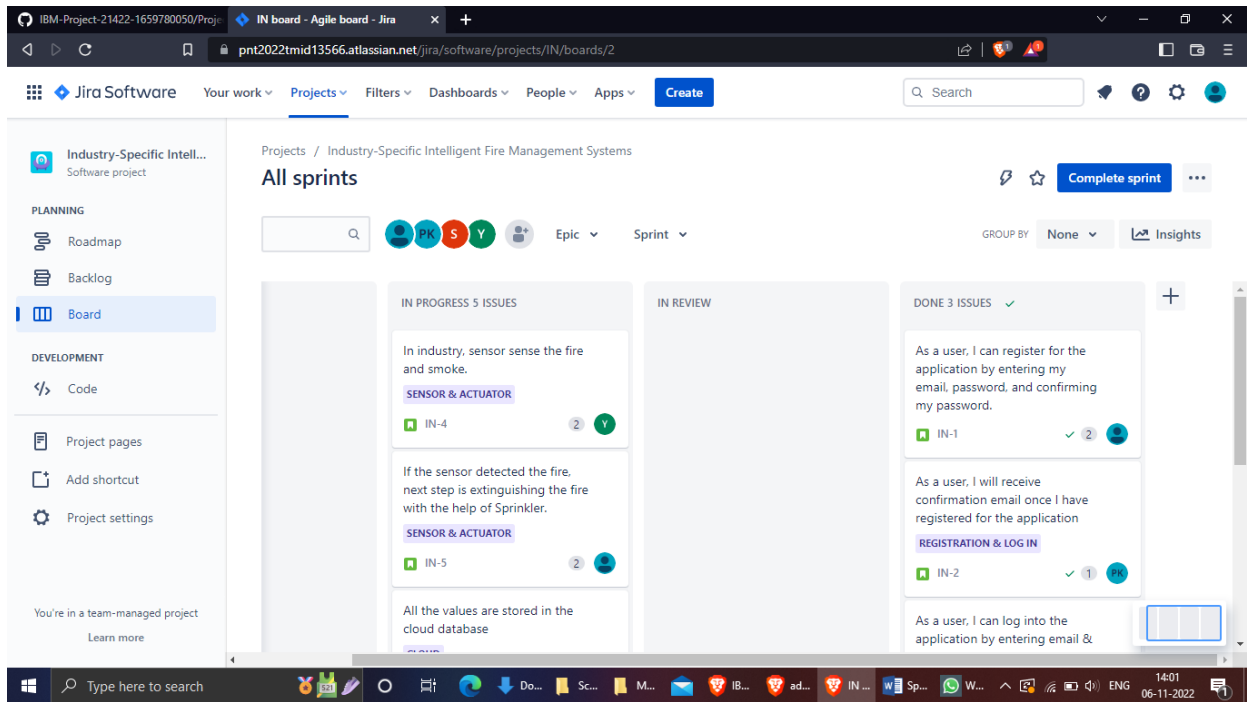 IBM-Project-21422-1659780050/Proje
IN board - Agile board - Jira
pnt2022tmid13566.atlassian.net/jira/software/projects/IN/boards/2
Jira Software
Your work
Projects
Filters
Dashboards
People
Apps
Create
Search
Industry-Specific Intell...
Software project
PLANNING
Roadmap
Backlog
Board
DEVELOPMENT
Code
Project pages
Add shortcut
Project settings
You're in a team-managed project
Learn more
Projects / Industry-Specific Intelligent Fire Management Systems
All sprints
Complete sprint
PK S Y
Epic
Sprint
GROUP BY
None
Insights
IN PROGRESS 5 ISSUES
In industry, sensor sense the fire
and smoke.
SENSOR & ACTUATOR
IN-4
2 Y
If the sensor detected the fire,
next step is extinguishing the fire
with the help of Sprinkler.
SENSOR & ACTUATOR
IN-5
2
All the values are stored in the
cloud database
CLOUD
IN REVIEW
DONE 3 ISSUES
As a user, I can register for the
application by entering my
email, password, and confirming
my password.
IN-1
2
As a user, I will receive
confirmation email once I have
registered for the application
REGISTRATION & LOG IN
IN-2
1 PK
As a user, I can log into the
application by entering email &
Type here to search
521
Do...
Sc...
M...
IB...
ad...
IN ...
Sp...
W...
ENG
14:01
06-11-2022
1